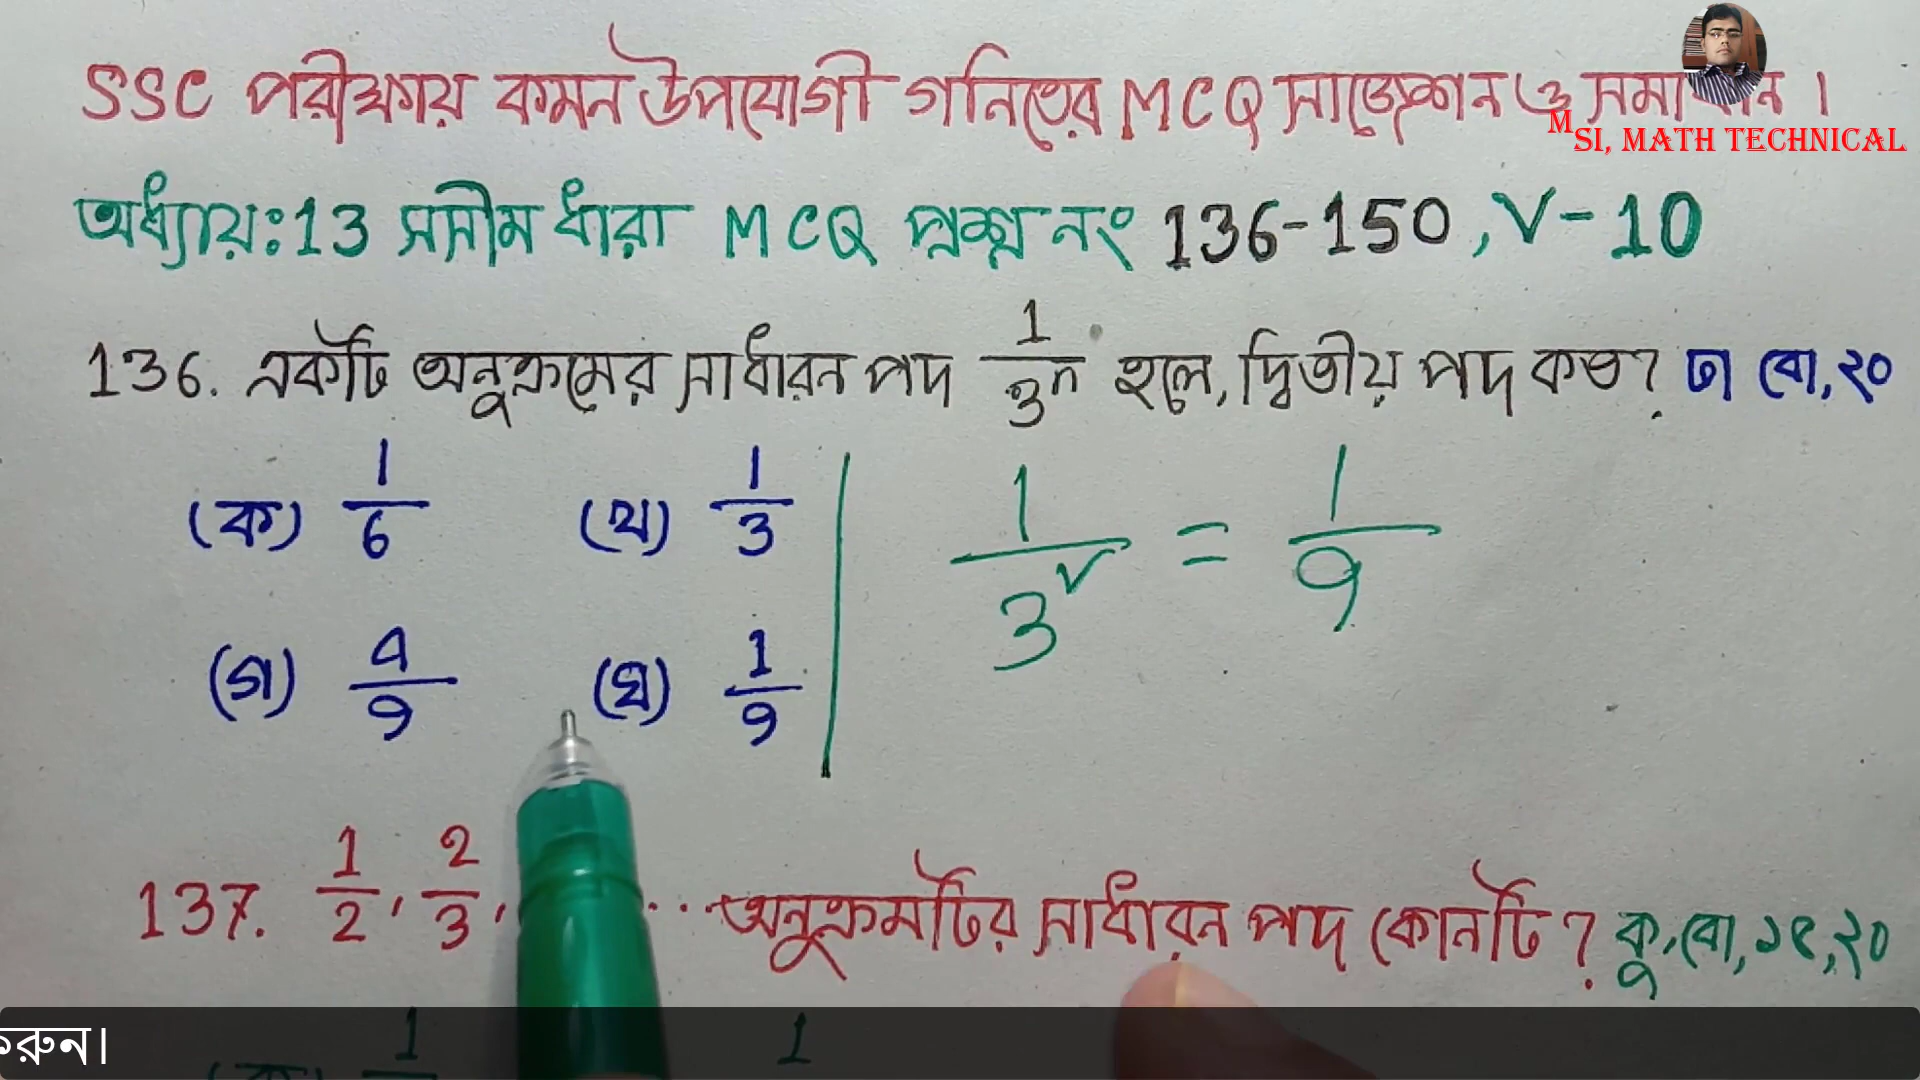 SSC পরীক্ষায় কমন উপযোগী গনিতের MCQ সাজেশন ও সমাধান।
MSI, MATH TECHNICAL
অধ্যায়ঃ13 সসীম ধারা MCQ প্রশ্ন নং 136-150, V-10
136. একটি অনুক্রমের সাধারন পদ 1/3ⁿ হলে, দ্বিতীয় পদ কত? ঢা বো, ২০
(ক) 1/6 (খ) 1/3
1/3² = 1/9
(গ) 4/9 (ঘ) 1/9
137. 1/2, 2/3, ... অনুক্রমটির সাধারন পদ কোনটি? কু, বো, ১৫, ২০
করুন।